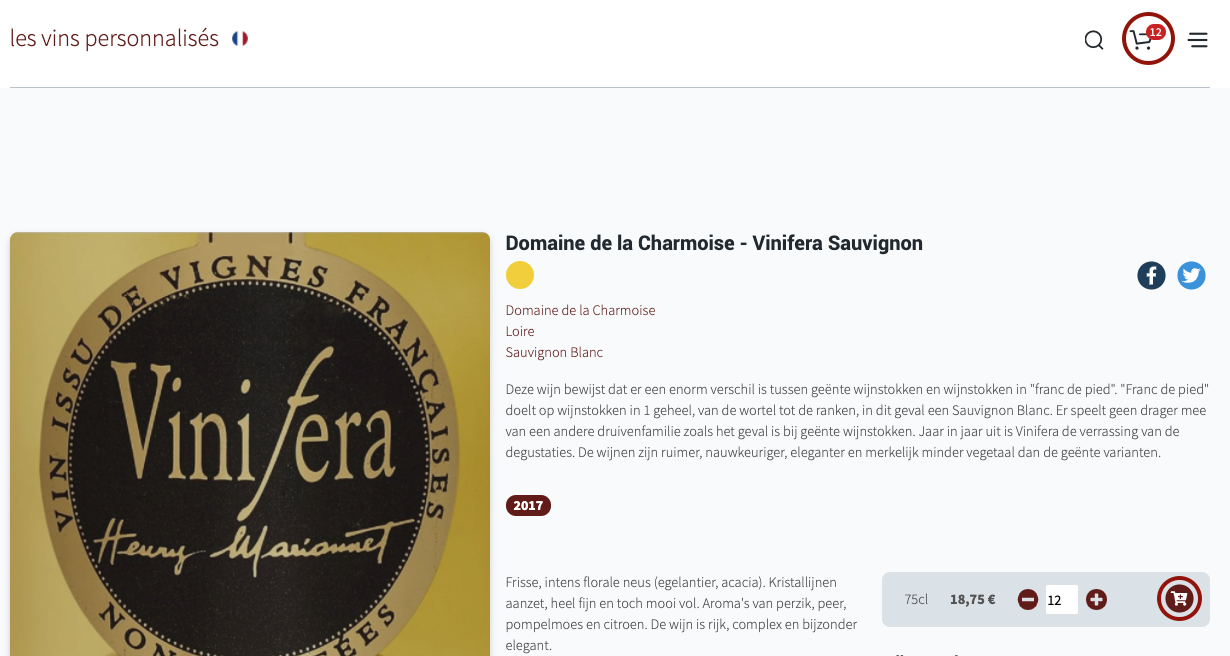 les vins personnalisés
12
Domaine de la Charmoise - Vinifera Sauvignon
Domaine de la Charmoise
Loire
Sauvignon Blanc
Deze wijn bewijst dat er een enorm verschil is tussen geënte wijnstokken en wijnstokken in "franc de pied". "Franc de pied"
doelt op wijnstokken in 1 geheel, van de wortel tot de ranken, in dit geval een Sauvignon Blanc. Er speelt geen drager mee
van een andere druivenfamilie zoals het geval is bij geënte wijnstokken. Jaar in jaar uit is Vinifera de verrassing van de
degustaties. De wijnen zijn ruimer, nauwkeuriger, eleganter en merkelijk minder vegetaal dan de geënte varianten.
2017
Frisse, intens florale neus (egelantier, acacia). Kristallijnen
aanzet, heel fijn en toch mooi vol. Aroma's van perzik, peer,
pompelmoes en citroen. De wijn is rijk, complex en bijzonder
elegant.
75cl 18,75 € 12
VIN ISSU DE VIGNES FRANCAISES
Vinifera
Henry Marionnet